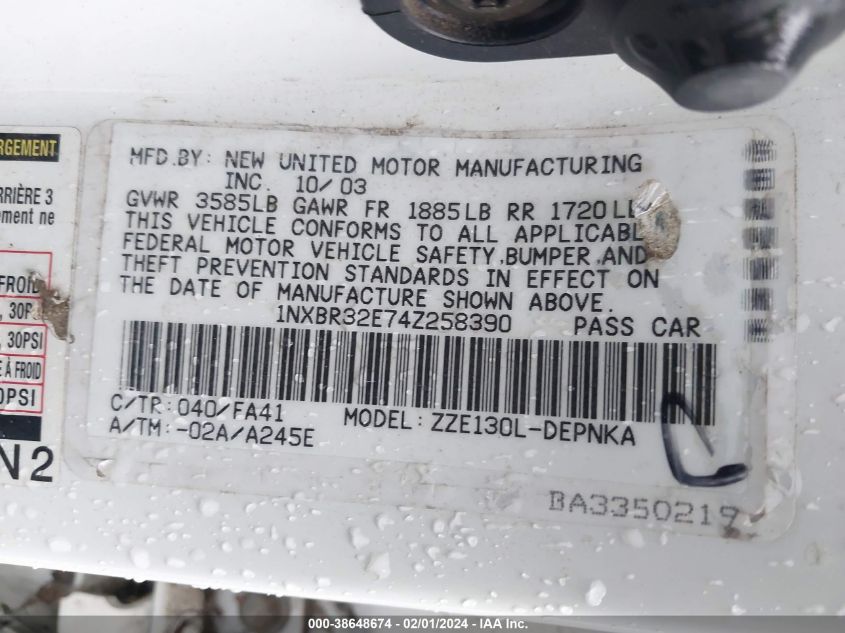 RGEMENT
RRIÈRE 3
ement ne
FROID
, 30P
, 30PSI
E À FROID
0PSI
N2
MFD.BY: NEW UNITED MOTOR MANUFACTURING
INC. 10/03
GVWR 3585LB GAWR FR 1885LB RR 1720LB
THIS VEHICLE CONFORMS TO ALL APPLICABLE
FEDERAL MOTOR VEHICLE SAFETY,BUMPER,AND
THEFT PREVENTION STANDARDS IN EFFECT ON
THE DATE OF MANUFACTURE SHOWN ABOVE.
1NXBR32E74Z258390 PASS CAR
C/TR:040/FA41 MODEL:ZZE130L-DEPNKA
A/TM:-02A/A245E
BA3350219
000-38648674 - 02/01/2024 - IAAI Inc.